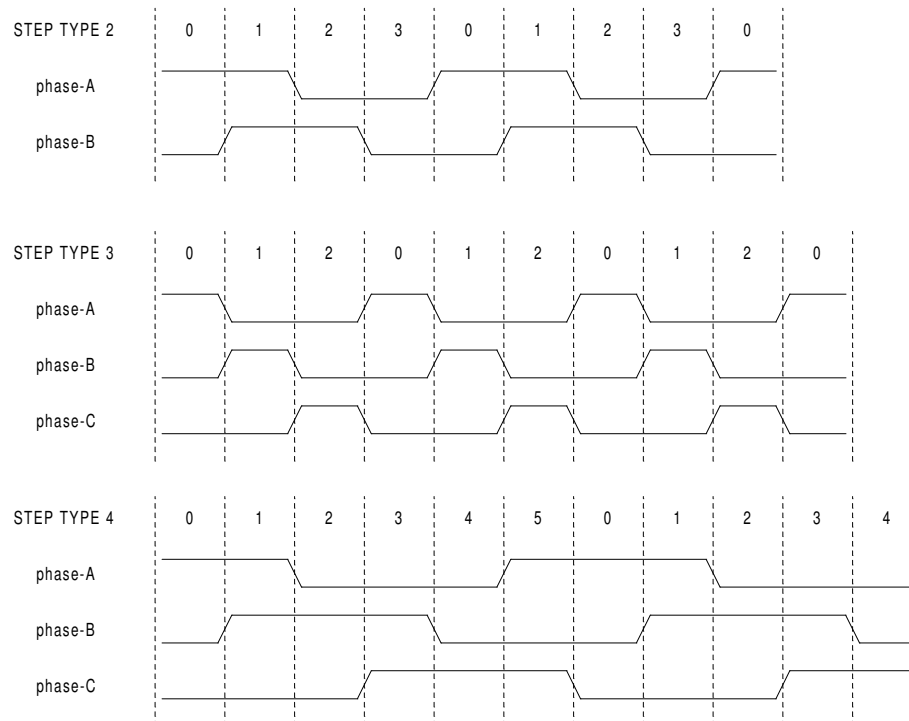 STEP TYPE 2 0 1 2 3 0 1 2 3 0
phase-A
phase-B
STEP TYPE 3 0 1 2 0 1 2 0 1 2 0
phase-A
phase-B
phase-C
STEP TYPE 4 0 1 2 3 4 5 0 1 2 3 4
phase-A
phase-B
phase-C